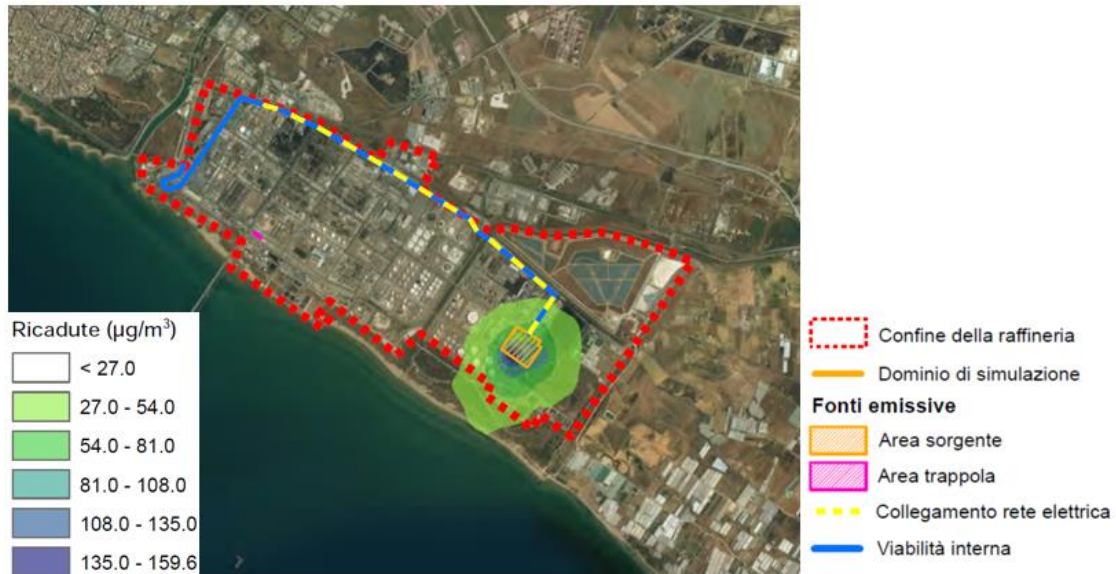 Ricadute (µg/m³)
< 27.0
27.0 - 54.0
54.0 - 81.0
81.0 - 108.0
108.0 - 135.0
135.0 - 159.6
Confine della raffineria
Dominio di simulazione
Fonti emissive
Area sorgente
Area trappola
Collegamento rete elettrica
Viabilità interna